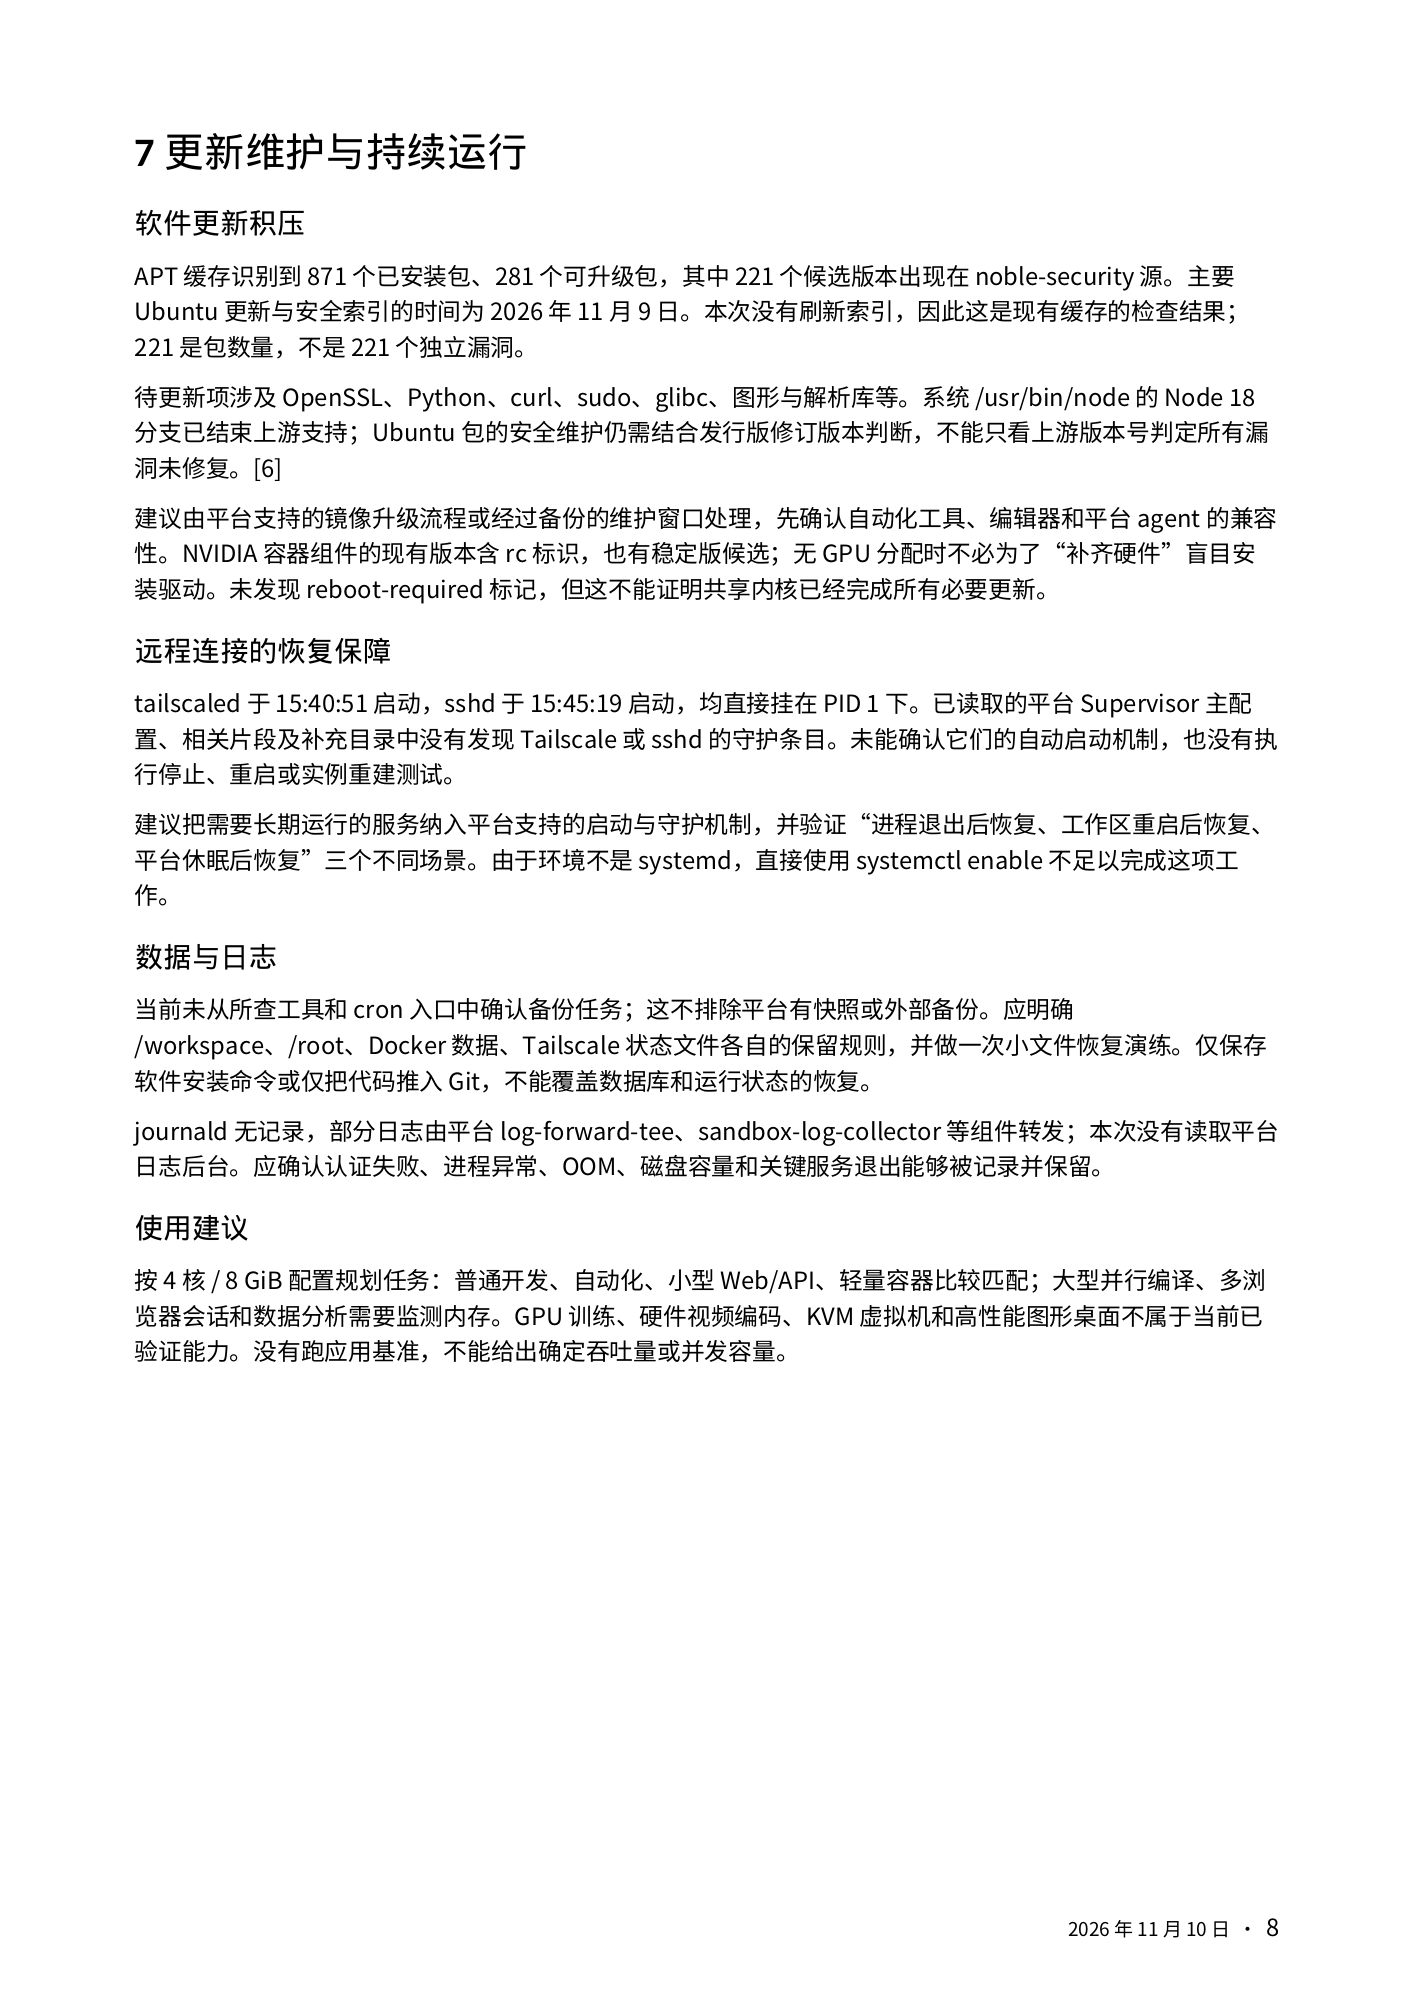 7 更新维护与持续运行
软件更新积压
APT 缓存识别到 871 个已安装包、281 个可升级包，其中 221 个候选版本出现在 noble-security 源。主要
Ubuntu 更新与安全索引的时间为 2026 年 11 月 9 日。本次没有刷新索引，因此这是现有缓存的检查结果；
221 是包数量，不是 221 个独立漏洞。
待更新项涉及 OpenSSL、Python、curl、sudo、glibc、图形与解析库等。系统 /usr/bin/node 的 Node 18
分支已结束上游支持；Ubuntu 包的安全维护仍需结合发行版修订版本判断，不能只看上游版本号判定所有漏
洞未修复。[6]
建议由平台支持的镜像升级流程或经过备份的维护窗口处理，先确认自动化工具、编辑器和平台 agent 的兼容
性。NVIDIA 容器组件的现有版本含 rc 标识，也有稳定版候选；无 GPU 分配时不必为了“补齐硬件”盲目安
装驱动。未发现 reboot-required 标记，但这不能证明共享内核已经完成所有必要更新。
远程连接的恢复保障
tailscaled 于 15:40:51 启动，sshd 于 15:45:19 启动，均直接挂在 PID 1 下。已读取的平台 Supervisor 主配
置、相关片段及补充目录中没有发现 Tailscale 或 sshd 的守护条目。未能确认它们的自动启动机制，也没有执
行停止、重启或实例重建测试。
建议把需要长期运行的服务纳入平台支持的启动与守护机制，并验证“进程退出后恢复、工作区重启后恢复、
平台休眠后恢复”三个不同场景。由于环境不是 systemd，直接使用 systemctl enable 不足以完成这项工
作。
数据与日志
当前未从所查工具和 cron 入口中确认备份任务；这不排除平台有快照或外部备份。应明确
/workspace、/root、Docker 数据、Tailscale 状态文件各自的保留规则，并做一次小文件恢复演练。仅保存
软件安装命令或仅把代码推入 Git，不能覆盖数据库和运行状态的恢复。
journald 无记录，部分日志由平台 log-forward-tee、sandbox-log-collector 等组件转发；本次没有读取平台
日志后台。应确认认证失败、进程异常、OOM、磁盘容量和关键服务退出能够被记录并保留。
使用建议
按 4 核 / 8 GiB 配置规划任务：普通开发、自动化、小型 Web/API、轻量容器比较匹配；大型并行编译、多浏
览器会话和数据分析需要监测内存。GPU 训练、硬件视频编码、KVM 虚拟机和高性能图形桌面不属于当前已
验证能力。没有跑应用基准，不能给出确定吞吐量或并发容量。
2026 年 11 月 10 日 · 8